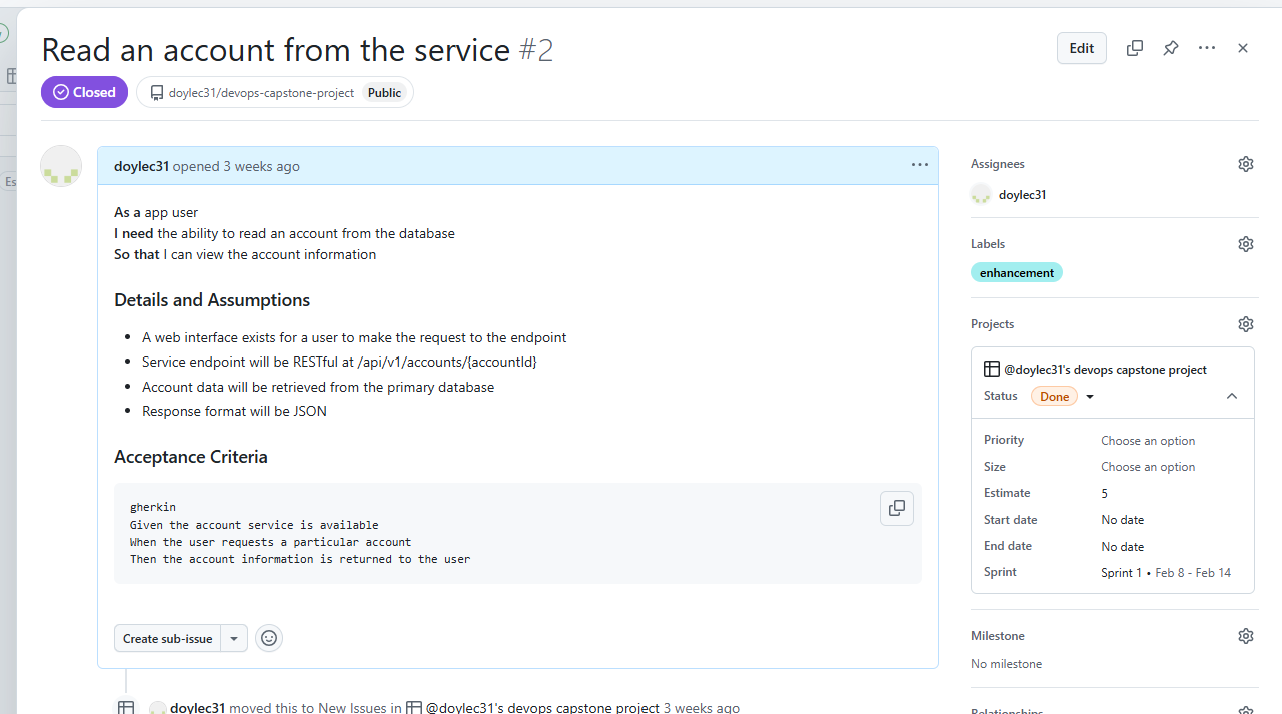 Read an account from the service #2
Edit
Closed
doylec31/devops-capstone-project Public
doylec31 opened 3 weeks ago
As a app user
I need the ability to read an account from the database
So that I can view the account information
Details and Assumptions
• A web interface exists for a user to make the request to the endpoint
• Service endpoint will be RESTful at /api/v1/accounts/{accountId}
• Account data will be retrieved from the primary database
• Response format will be JSON
Acceptance Criteria
gherkin
Given the account service is available
When the user requests a particular account
Then the account information is returned to the user
Create sub-issue
doylec31 moved this to New Issues in @doylec31's devops capstone project 3 weeks ago
Assignees
doylec31
Labels
enhancement
Projects
@doylec31's devops capstone project
Status Done
Priority Choose an option
Size Choose an option
Estimate 5
Start date No date
End date No date
Sprint Sprint 1 • Feb 8 - Feb 14
Milestone
No milestone
Relationships
Es